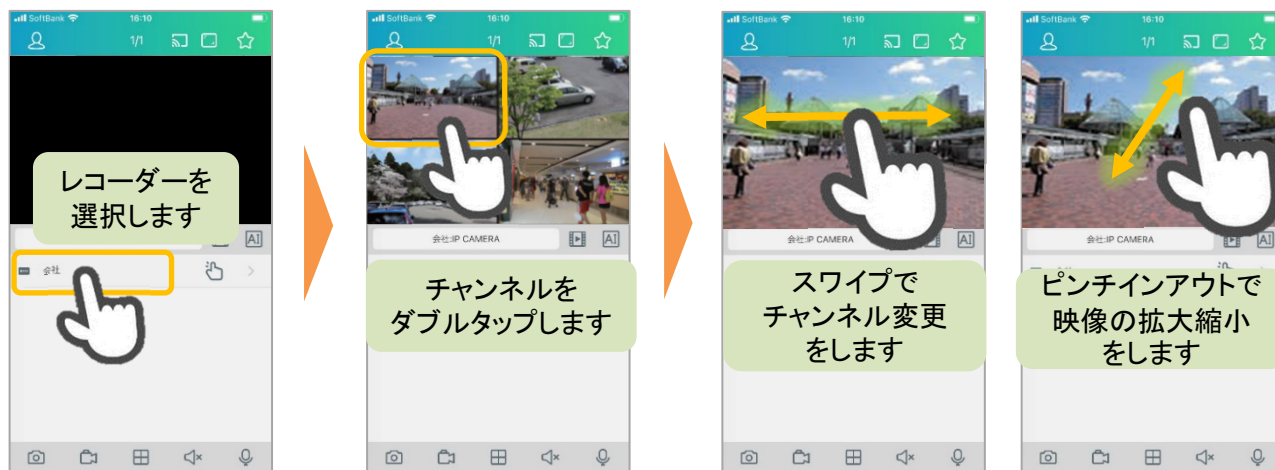 SoftBank 16:10
1/1
レコーダーを
選択します
AI
会社
SoftBank 16:10
1/1
会社:IP CAMERA
AI
チャンネルを
ダブルタップします
SoftBank 16:10
1/1
会社:IP CAMERA
AI
スワイプで
チャンネル変更
をします
SoftBank 16:10
1/1
会社:IP CAMERA
AI
ピンチインアウトで
映像の拡大縮小
をします